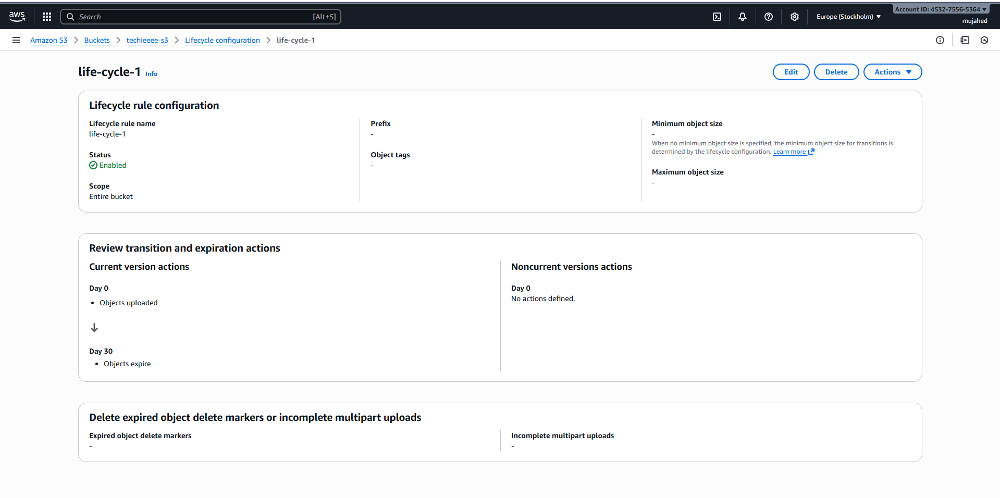 aws
Search [Alt+S]
Europe (Stockholm)
Account ID: 4532-7556-5364
mujahed
Amazon S3 > Buckets > techieeee-s3 > Lifecycle configuration > life-cycle-1
life-cycle-1 Info
Edit Delete Actions
Lifecycle rule configuration
Lifecycle rule name
life-cycle-1
Status
Enabled
Scope
Entire bucket
Prefix
-
Object tags
-
Minimum object size
-
When no minimum object size is specified, the minimum object size for transitions is
determined by the lifecycle configuration. Learn more
Maximum object size
-
Review transition and expiration actions
Current version actions
Day 0
• Objects uploaded
Day 30
• Objects expire
Noncurrent versions actions
Day 0
No actions defined.
Delete expired object delete markers or incomplete multipart uploads
Expired object delete markers
-
Incomplete multipart uploads
-